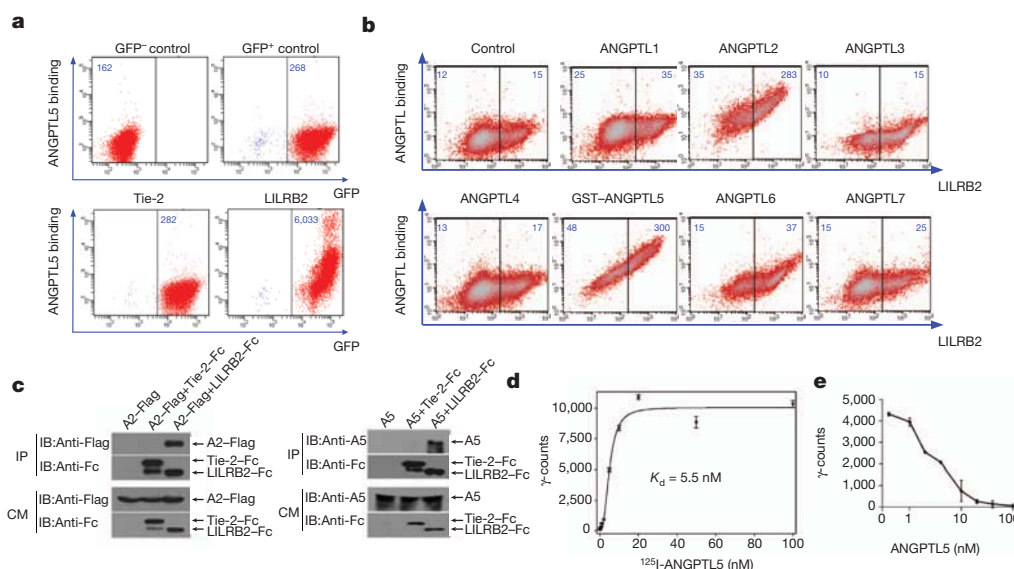 a
GFP⁻ control
GFP⁺ control
162
268
ANGPTL5 binding
GFP
Tie-2
LILRB2
282
6,033
ANGPTL5 binding
GFP
b
Control
ANGPTL1
ANGPTL2
ANGPTL3
12
15
25
35
35
283
10
15
ANGPTL binding
LILRB2
ANGPTL4
GST–ANGPTL5
ANGPTL6
ANGPTL7
13
17
48
300
15
37
15
25
ANGPTL binding
LILRB2
c
A2–Flag
A2–Flag+Tie-2–Fc
A2–Flag+LILRB2–Fc
IP
IB:Anti-Flag
A2–Flag
IB:Anti-Fc
Tie-2–Fc
LILRB2–Fc
CM
IB:Anti-Flag
A2–Flag
IB:Anti-Fc
Tie-2–Fc
LILRB2–Fc
A5
A5+Tie-2–Fc
A5+LILRB2–Fc
IP
IB:Anti-A5
A5
IB:Anti-Fc
Tie-2–Fc
LILRB2–Fc
CM
IB:Anti-A5
A5
IB:Anti-Fc
Tie-2–Fc
LILRB2–Fc
d
γ-counts
10,000
7,500
5,000
2,500
0
K_d = 5.5 nM
0 20 40 60 80 100
¹²⁵I-ANGPTL5 (nM)
e
γ-counts
5,000
4,000
3,000
2,000
1,000
0
0 1 10 100
ANGPTL5 (nM)